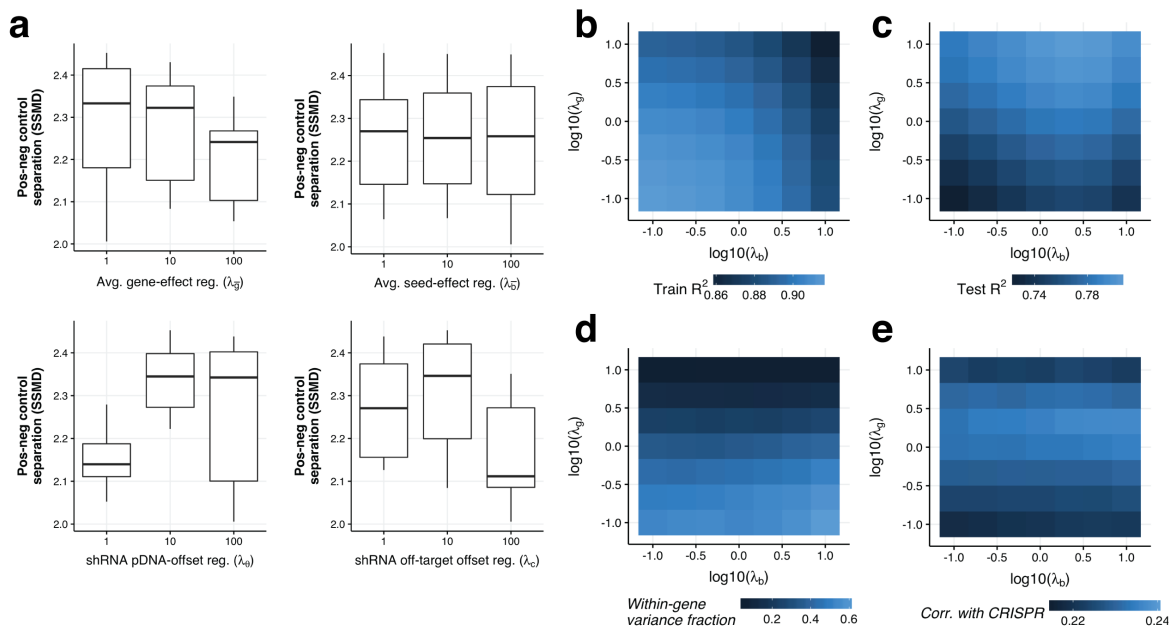 a
Pos-neg control
separation (SSMD)
2.4
2.3
2.2
2.1
2.0
1 10 100
Avg. gene-effect reg. (λg̅)
Pos-neg control
separation (SSMD)
2.4
2.3
2.2
2.1
2.0
1 10 100
Avg. seed-effect reg. (λb̅)
Pos-neg control
separation (SSMD)
2.4
2.3
2.2
2.1
2.0
1 10 100
shRNA pDNA-offset reg. (λθ)
Pos-neg control
separation (SSMD)
2.4
2.3
2.2
2.1
2.0
1 10 100
shRNA off-target offset reg. (λc)
b
log10(λg)
1.0
0.5
0.0
-0.5
-1.0
-1.0 -0.5 0.0 0.5 1.0
log10(λb)
Train R²
0.86 0.88 0.90
c
log10(λg)
1.0
0.5
0.0
-0.5
-1.0
-1.0 -0.5 0.0 0.5 1.0
log10(λb)
Test R²
0.74 0.78
d
log10(λg)
1.0
0.5
0.0
-0.5
-1.0
-1.0 -0.5 0.0 0.5 1.0
log10(λb)
Within-gene
variance fraction
0.2 0.4 0.6
e
log10(λg)
1.0
0.5
0.0
-0.5
-1.0
-1.0 -0.5 0.0 0.5 1.0
log10(λb)
Corr. with CRISPR
0.22 0.24